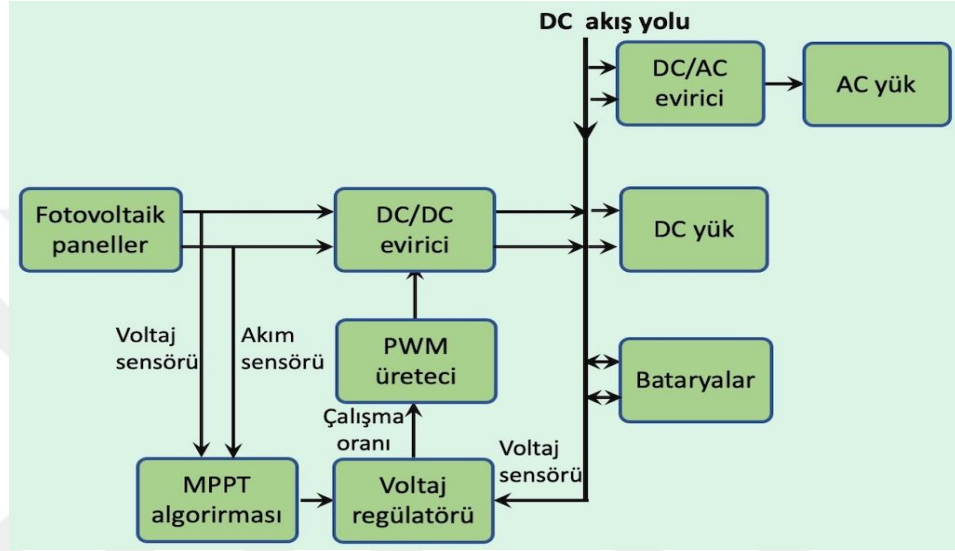 DC akış yolu
DC/AC
evirici
AC yük
Fotovoltaik
paneller
DC/DC
evirici
DC yük
Voltaj
sensörü
Akım
sensörü
PWM
üreteci
Bataryalar
Çalışma
oranı
Voltaj
sensörü
MPPT
algorirması
Voltaj
regülatörü